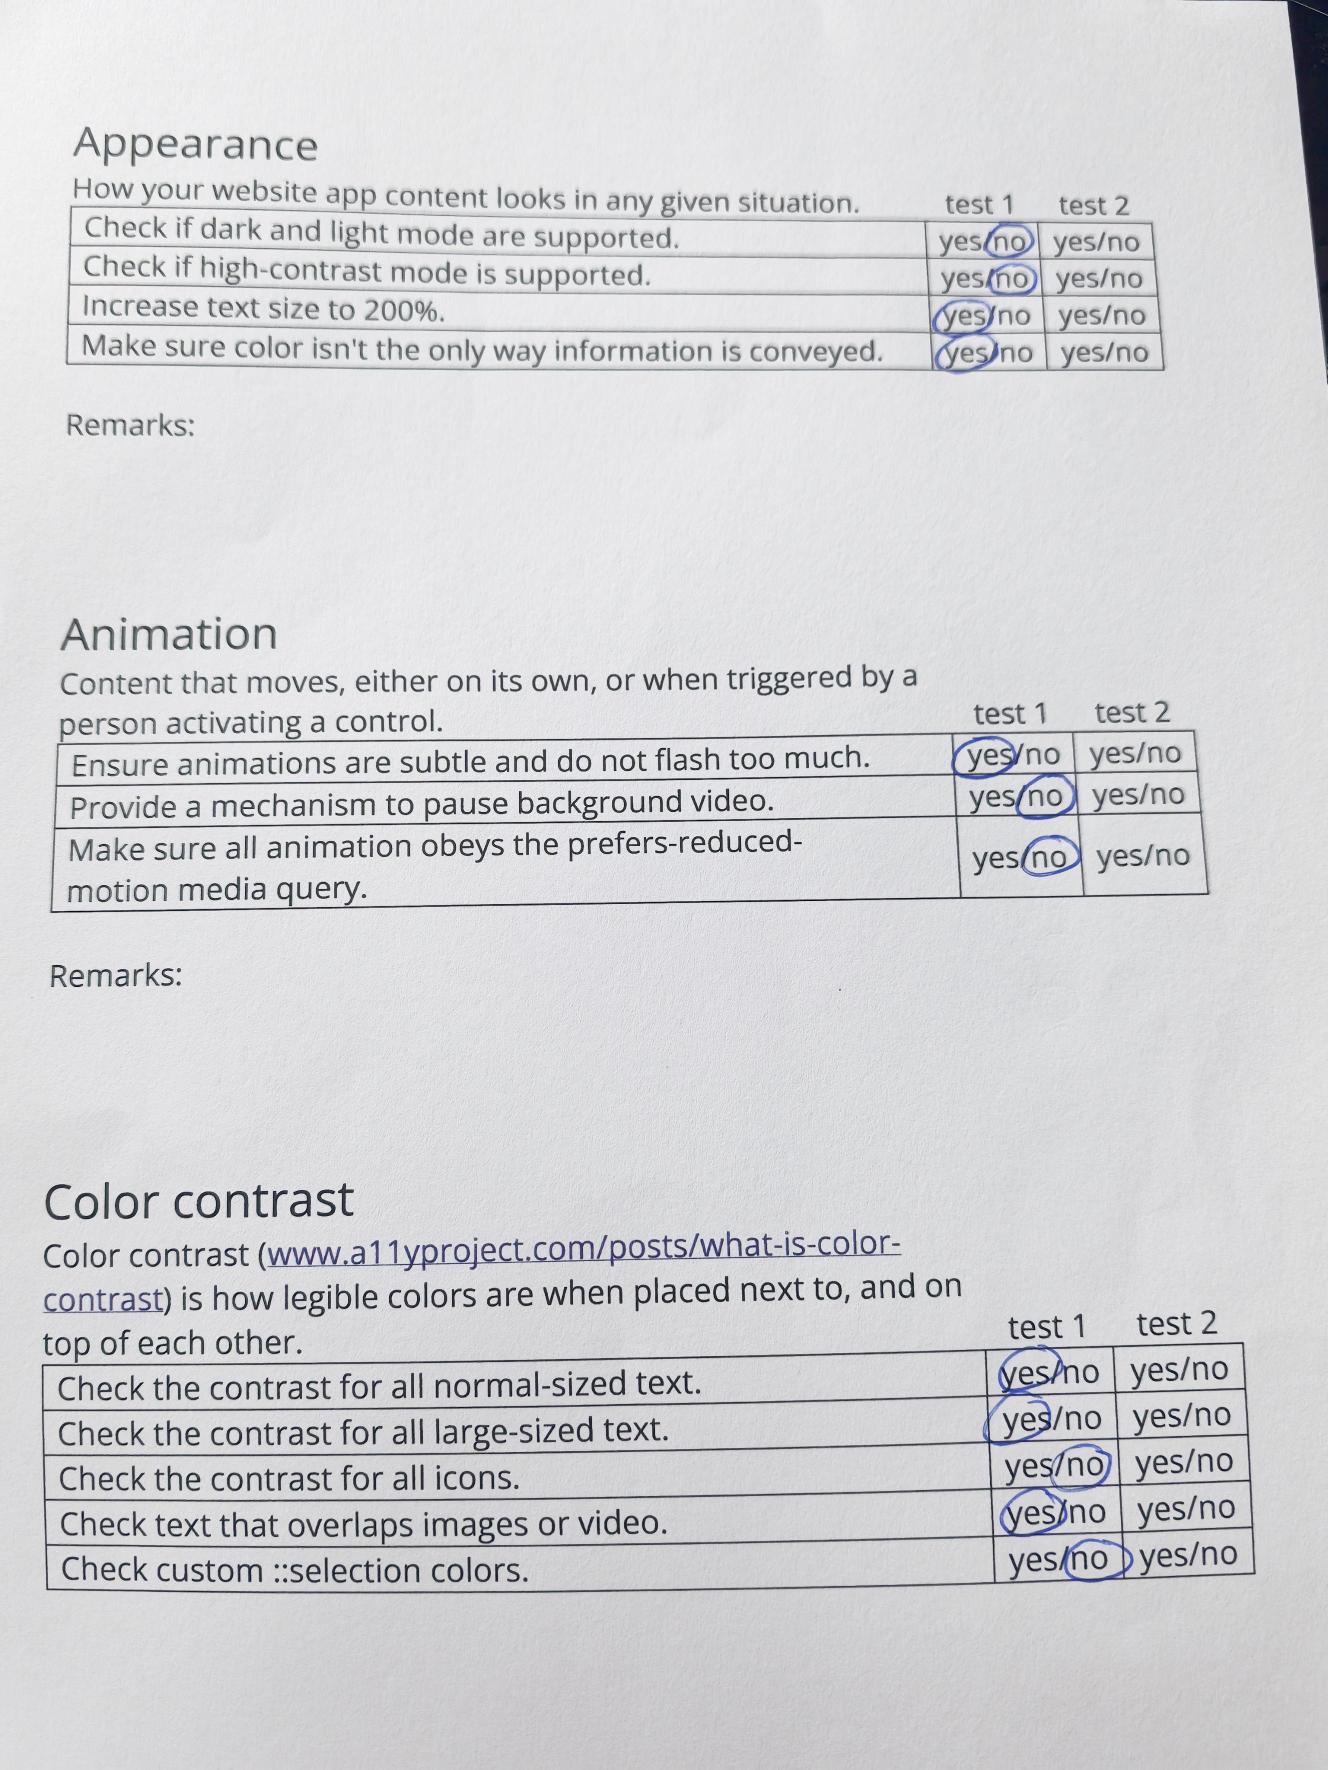 Appearance
How your website app content looks in any given situation. test 1 test 2
Check if dark and light mode are supported. yes/no yes/no
Check if high-contrast mode is supported. yes/no yes/no
Increase text size to 200%. yes/no yes/no
Make sure color isn't the only way information is conveyed. yes/no yes/no
Remarks:
Animation
Content that moves, either on its own, or when triggered by a
person activating a control. test 1 test 2
Ensure animations are subtle and do not flash too much. yes/no yes/no
Provide a mechanism to pause background video. yes/no yes/no
Make sure all animation obeys the prefers-reduced-
motion media query. yes/no yes/no
Remarks:
Color contrast
Color contrast (www.a11yproject.com/posts/what-is-color-
contrast) is how legible colors are when placed next to, and on
top of each other. test 1 test 2
Check the contrast for all normal-sized text. yes/no yes/no
Check the contrast for all large-sized text. yes/no yes/no
Check the contrast for all icons. yes/no yes/no
Check text that overlaps images or video. yes/no yes/no
Check custom ::selection colors. yes/no yes/no